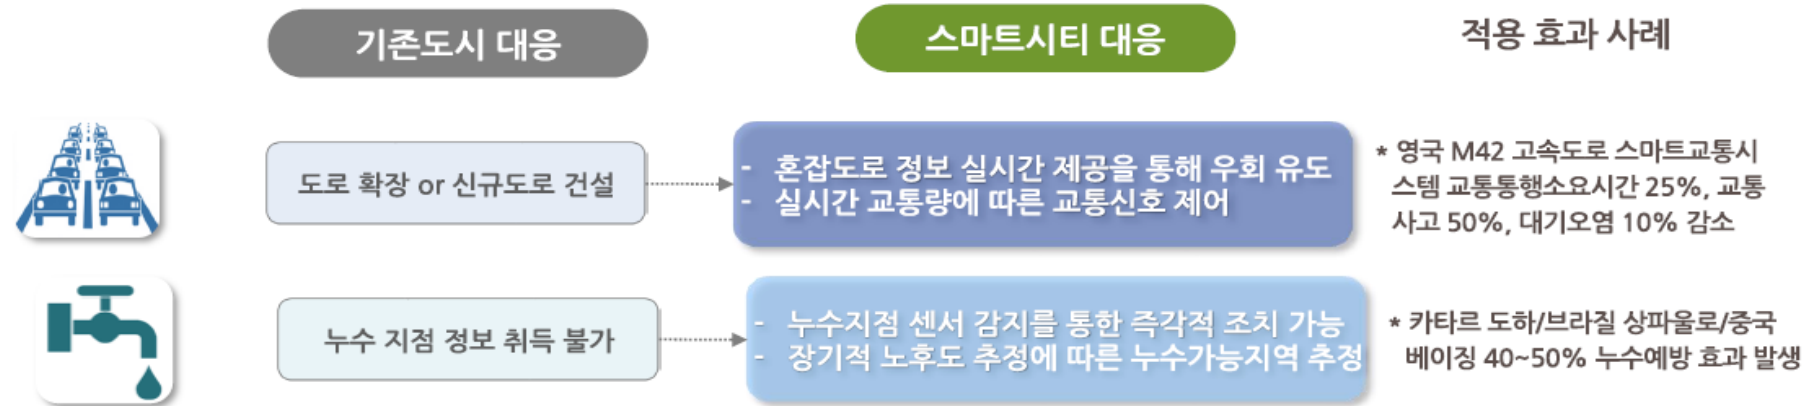 기존도시 대응
스마트시티 대응
적용 효과 사례
도로 확장 or 신규도로 건설
- 혼잡도로 정보 실시간 제공을 통해 우회 유도
- 실시간 교통량에 따른 교통신호 제어
* 영국 M42 고속도로 스마트교통시
스템 교통통행소요시간 25%, 교통
사고 50%, 대기오염 10% 감소
누수 지점 정보 취득 불가
- 누수지점 센서 감지를 통한 즉각적 조치 가능
- 장기적 노후도 추정에 따른 누수가능지역 추정
* 카타르 도하/브라질 상파울로/중국
베이징 40~50% 누수예방 효과 발생